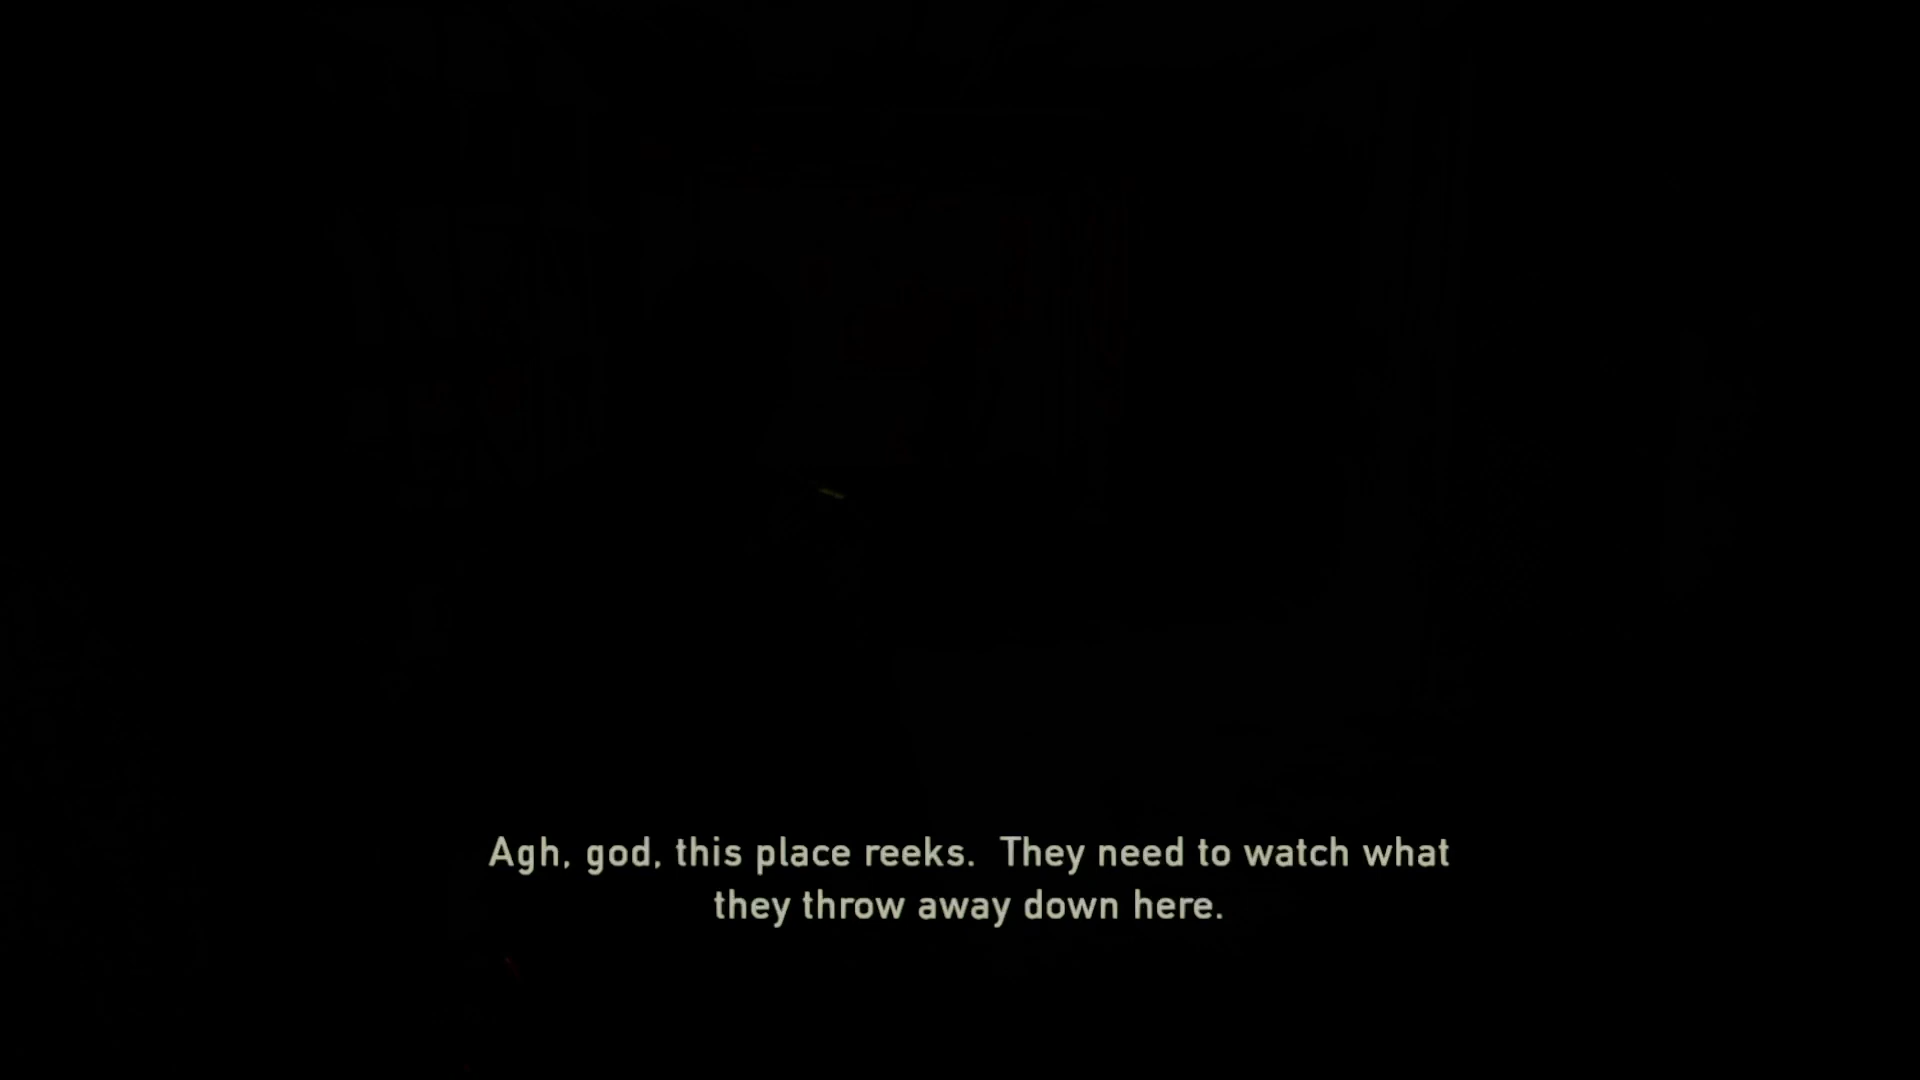 Agh, god, this place reeks.  They need to watch what
they throw away down here.